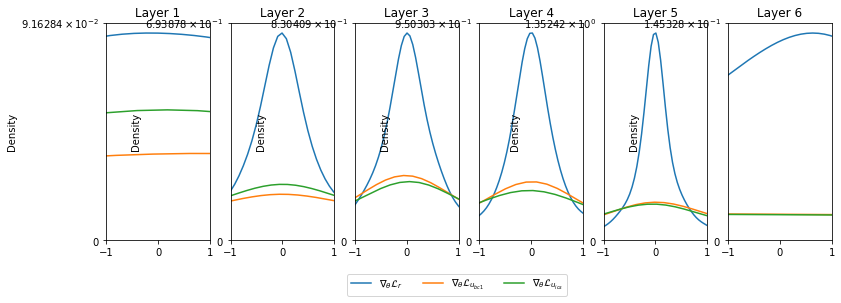 Layer 1 Layer 2 Layer 3 Layer 4 Layer 5 Layer 6
9.16284 × 10⁻² 6.93878 × 10⁻¹ 8.30409 × 10⁻¹ 9.50303 × 10⁻¹ 1.35242 × 10⁰ 1.45328 × 10⁻¹
Density Density Density Density Density Density
0 0 0 0 0 0
−1 0 1 −1 0 1 −1 0 1 −1 0 1 −1 0 1 −1 0 1
∇θℒr ∇θℒu_bc1 ∇θℒu_ics